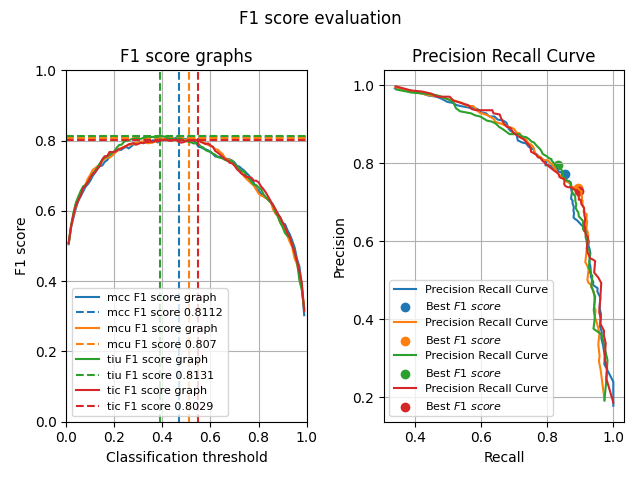 F1 score evaluation
F1 score graphs
F1 score
1.0
0.8
0.6
0.4
0.2
0.0
mcc F1 score graph
mcc F1 score 0.8112
mcu F1 score graph
mcu F1 score 0.807
tiu F1 score graph
tiu F1 score 0.8131
tic F1 score graph
tic F1 score 0.8029
0.0 0.2 0.4 0.6 0.8 1.0
Classification threshold
Precision Recall Curve
Precision
1.0
0.8
0.6
0.4
0.2
Precision Recall Curve
Best F1 score
Precision Recall Curve
Best F1 score
Precision Recall Curve
Best F1 score
Precision Recall Curve
Best F1 score
0.4 0.6 0.8 1.0
Recall